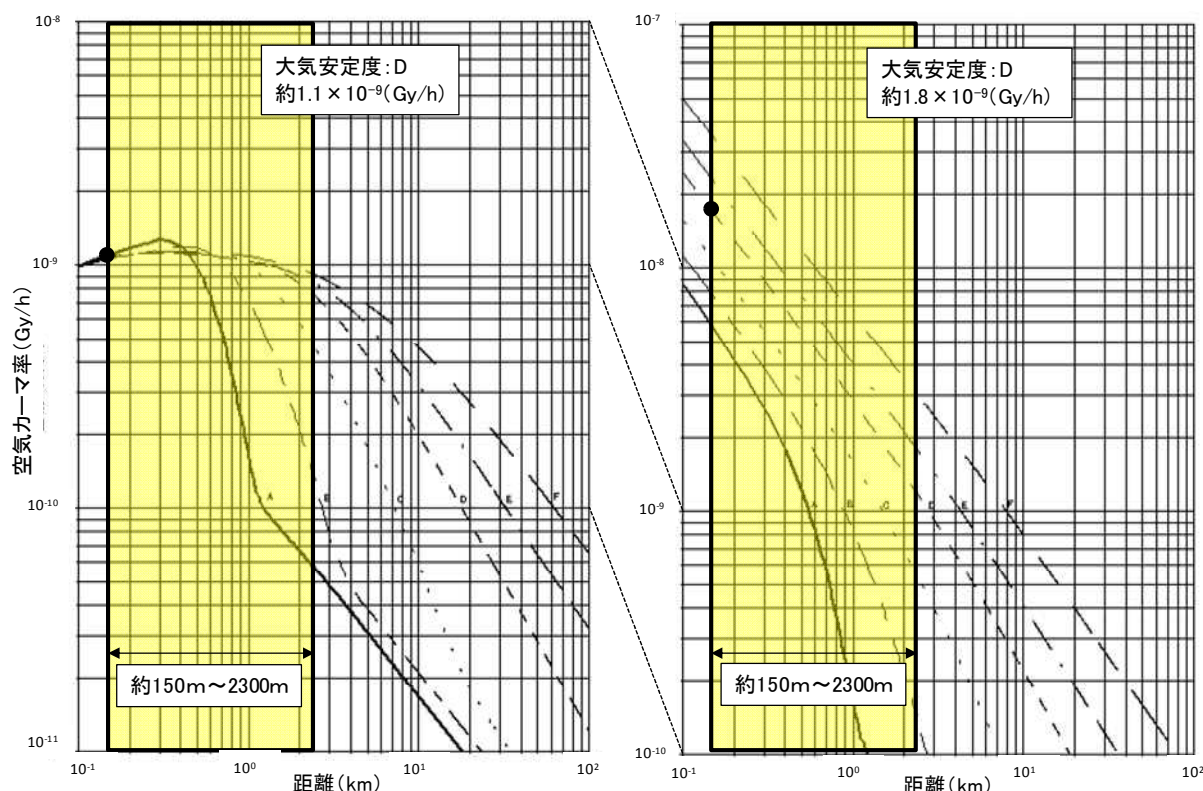 10⁻⁸
10⁻⁹
10⁻¹⁰
10⁻¹¹
空気カーマ率(Gy/h)
大気安定度:D
約1.1×10⁻⁹(Gy/h)
A
B
C
D
E
F
約150m~2300m
10⁻¹
10⁰
10¹
10²
距離(km)
10⁻⁷
10⁻⁸
10⁻⁹
10⁻¹⁰
大気安定度:D
約1.8×10⁻⁹(Gy/h)
A
B
C
D
E
F
約150m~2300m
10⁻¹
10⁰
10¹
10²
距離(km)